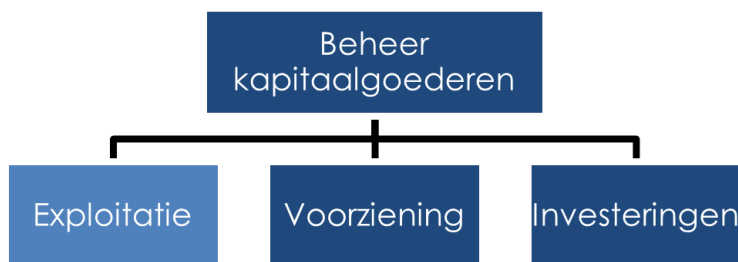 Beheer
kapitaalgoederen
Exploitatie
Voorziening
Investeringen